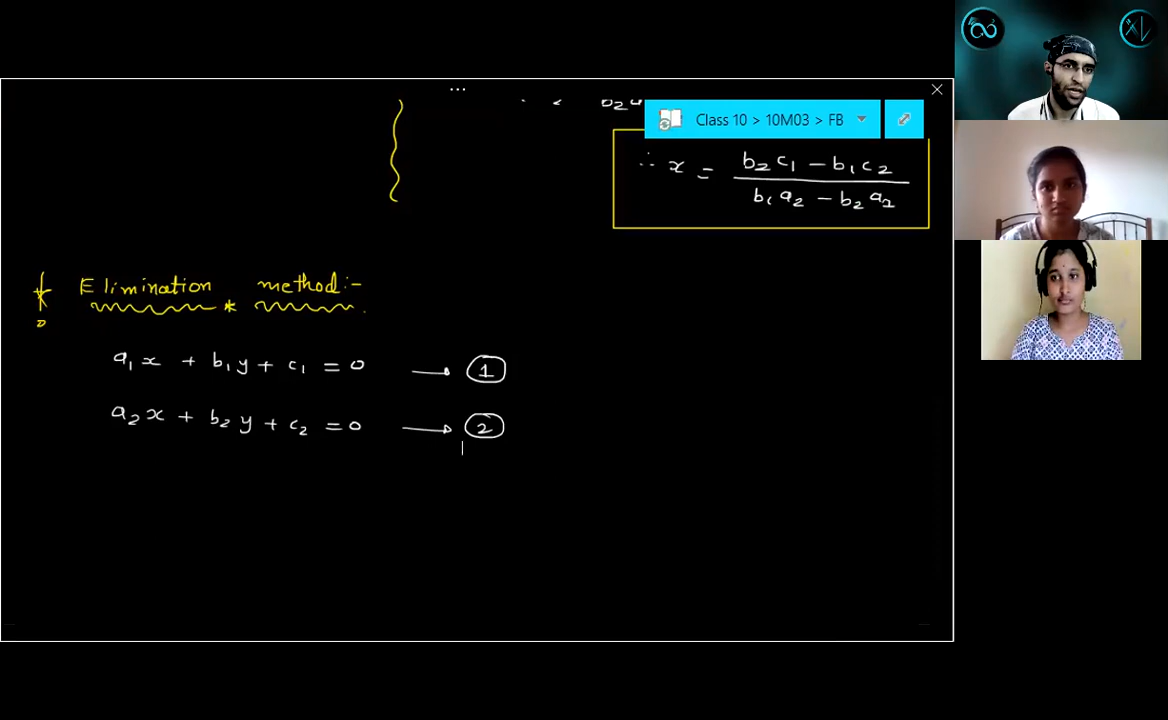 Class 10 > 10M03 > FB
∴ x = (b₂c₁ − b₁c₂) / (b₁a₂ − b₂a₁)
Elimination method:-
a₁x + b₁y + c₁ = 0 → ①
a₂x + b₂y + c₂ = 0 → ②